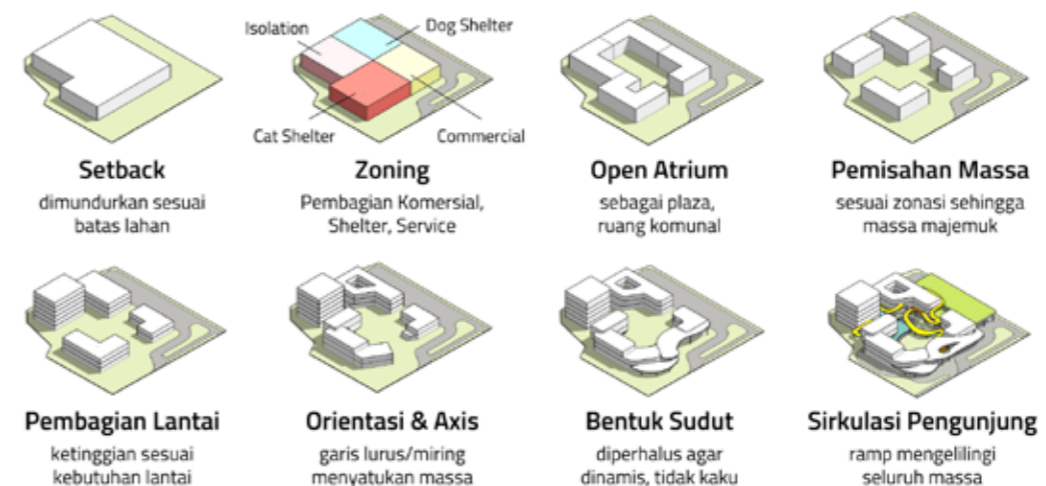 Isolation
Dog Shelter
Cat Shelter
Commercial
Setback
dimundurkan sesuai
batas lahan
Zoning
Pembagian Komersial,
Shelter, Service
Open Atrium
sebagai plaza,
ruang komunal
Pemisahan Massa
sesuai zonasi sehingga
massa majemuk
Pembagian Lantai
ketinggian sesuai
kebutuhan lantai
Orientasi & Axis
garis lurus/miring
menyatukan massa
Bentuk Sudut
diperhalus agar
dinamis, tidak kaku
Sirkulasi Pengunjung
ramp mengelilingi
seluruh massa